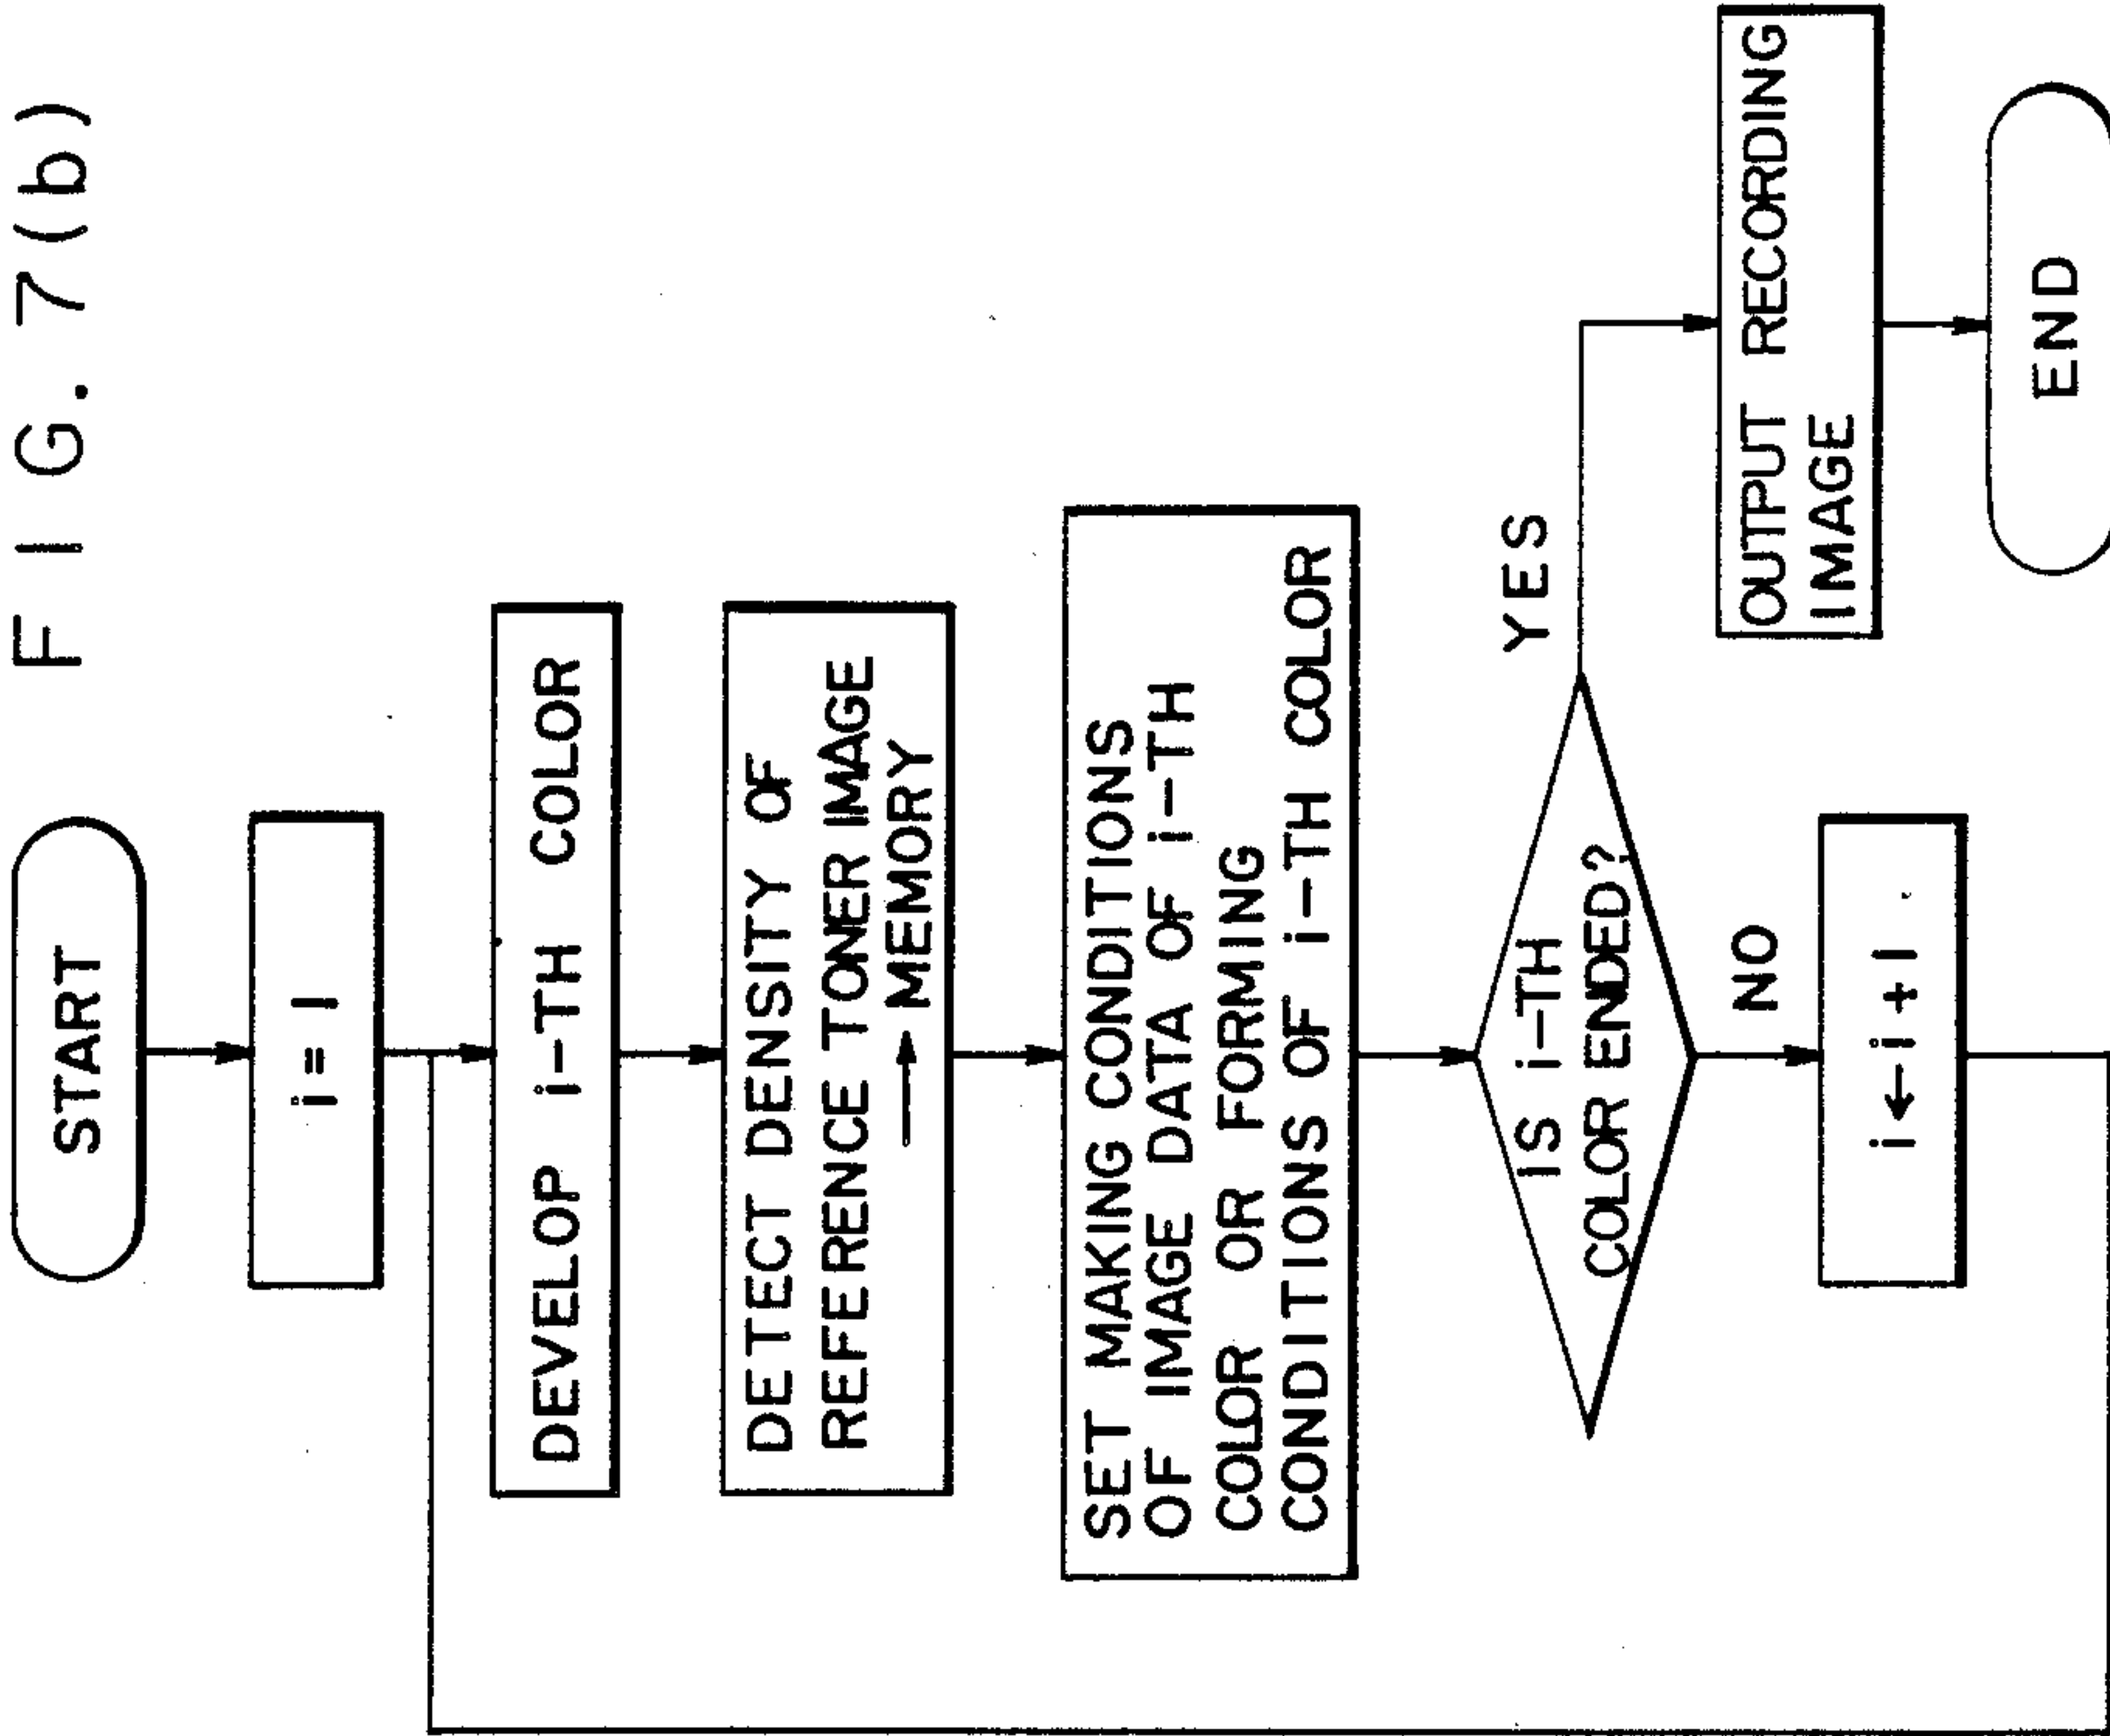 FIG. 7(b)
START
i = 1
DEVELOP i-TH COLOR
DETECT DENSITY OF
REFERENCE TONER IMAGE
→ MEMORY
SET MAKING CONDITIONS
OF IMAGE DATA OF i-TH
COLOR OR FORMING
CONDITIONS OF i-TH COLOR
IS i-TH
COLOR ENDED?
YES
NO
i ← i + 1
OUTPUT RECORDING
IMAGE
END